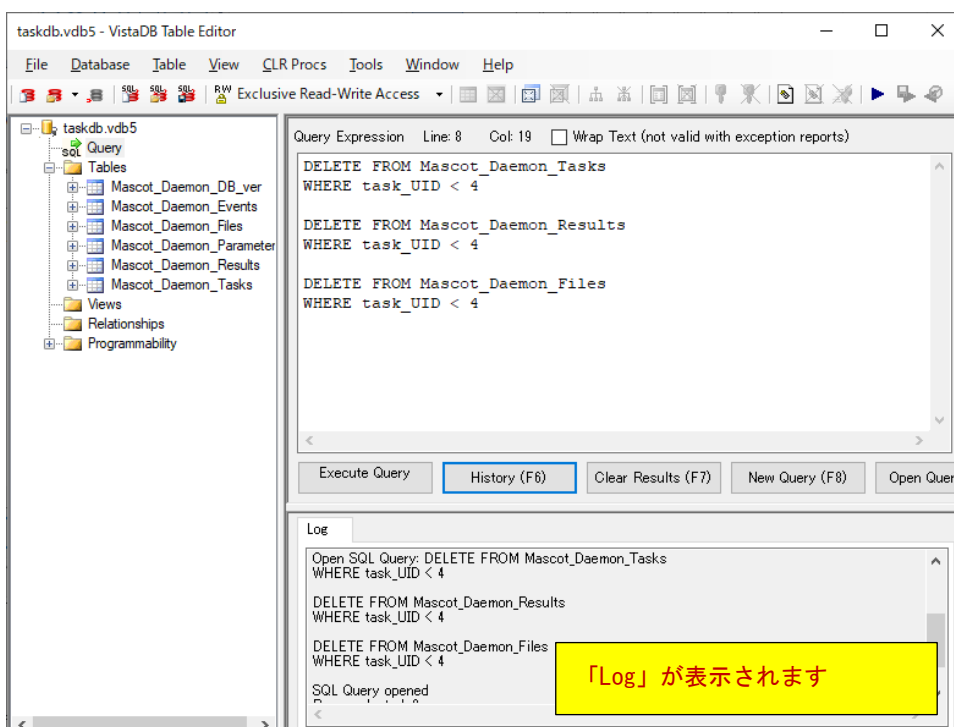 taskdb.vdb5 - VistaDB Table Editor
File Database Table View CLR Procs Tools Window Help
SQL SQL SQL RW Exclusive Read-Write Access
taskdb.vdb5
SQL Query
Tables
Mascot_Daemon_DB_ver
Mascot_Daemon_Events
Mascot_Daemon_Files
Mascot_Daemon_Parameter
Mascot_Daemon_Results
Mascot_Daemon_Tasks
Views
Relationships
Programmability
Query Expression Line: 8 Col: 19 Wrap Text (not valid with exception reports)
DELETE FROM Mascot_Daemon_Tasks
WHERE task_UID < 4
DELETE FROM Mascot_Daemon_Results
WHERE task_UID < 4
DELETE FROM Mascot_Daemon_Files
WHERE task_UID < 4
Execute Query History (F6) Clear Results (F7) New Query (F8) Open Quer
Log
Open SQL Query: DELETE FROM Mascot_Daemon_Tasks
WHERE task_UID < 4
DELETE FROM Mascot_Daemon_Results
WHERE task_UID < 4
DELETE FROM Mascot_Daemon_Files
WHERE task_UID < 4
SQL Query opened
「Log」が表示されます